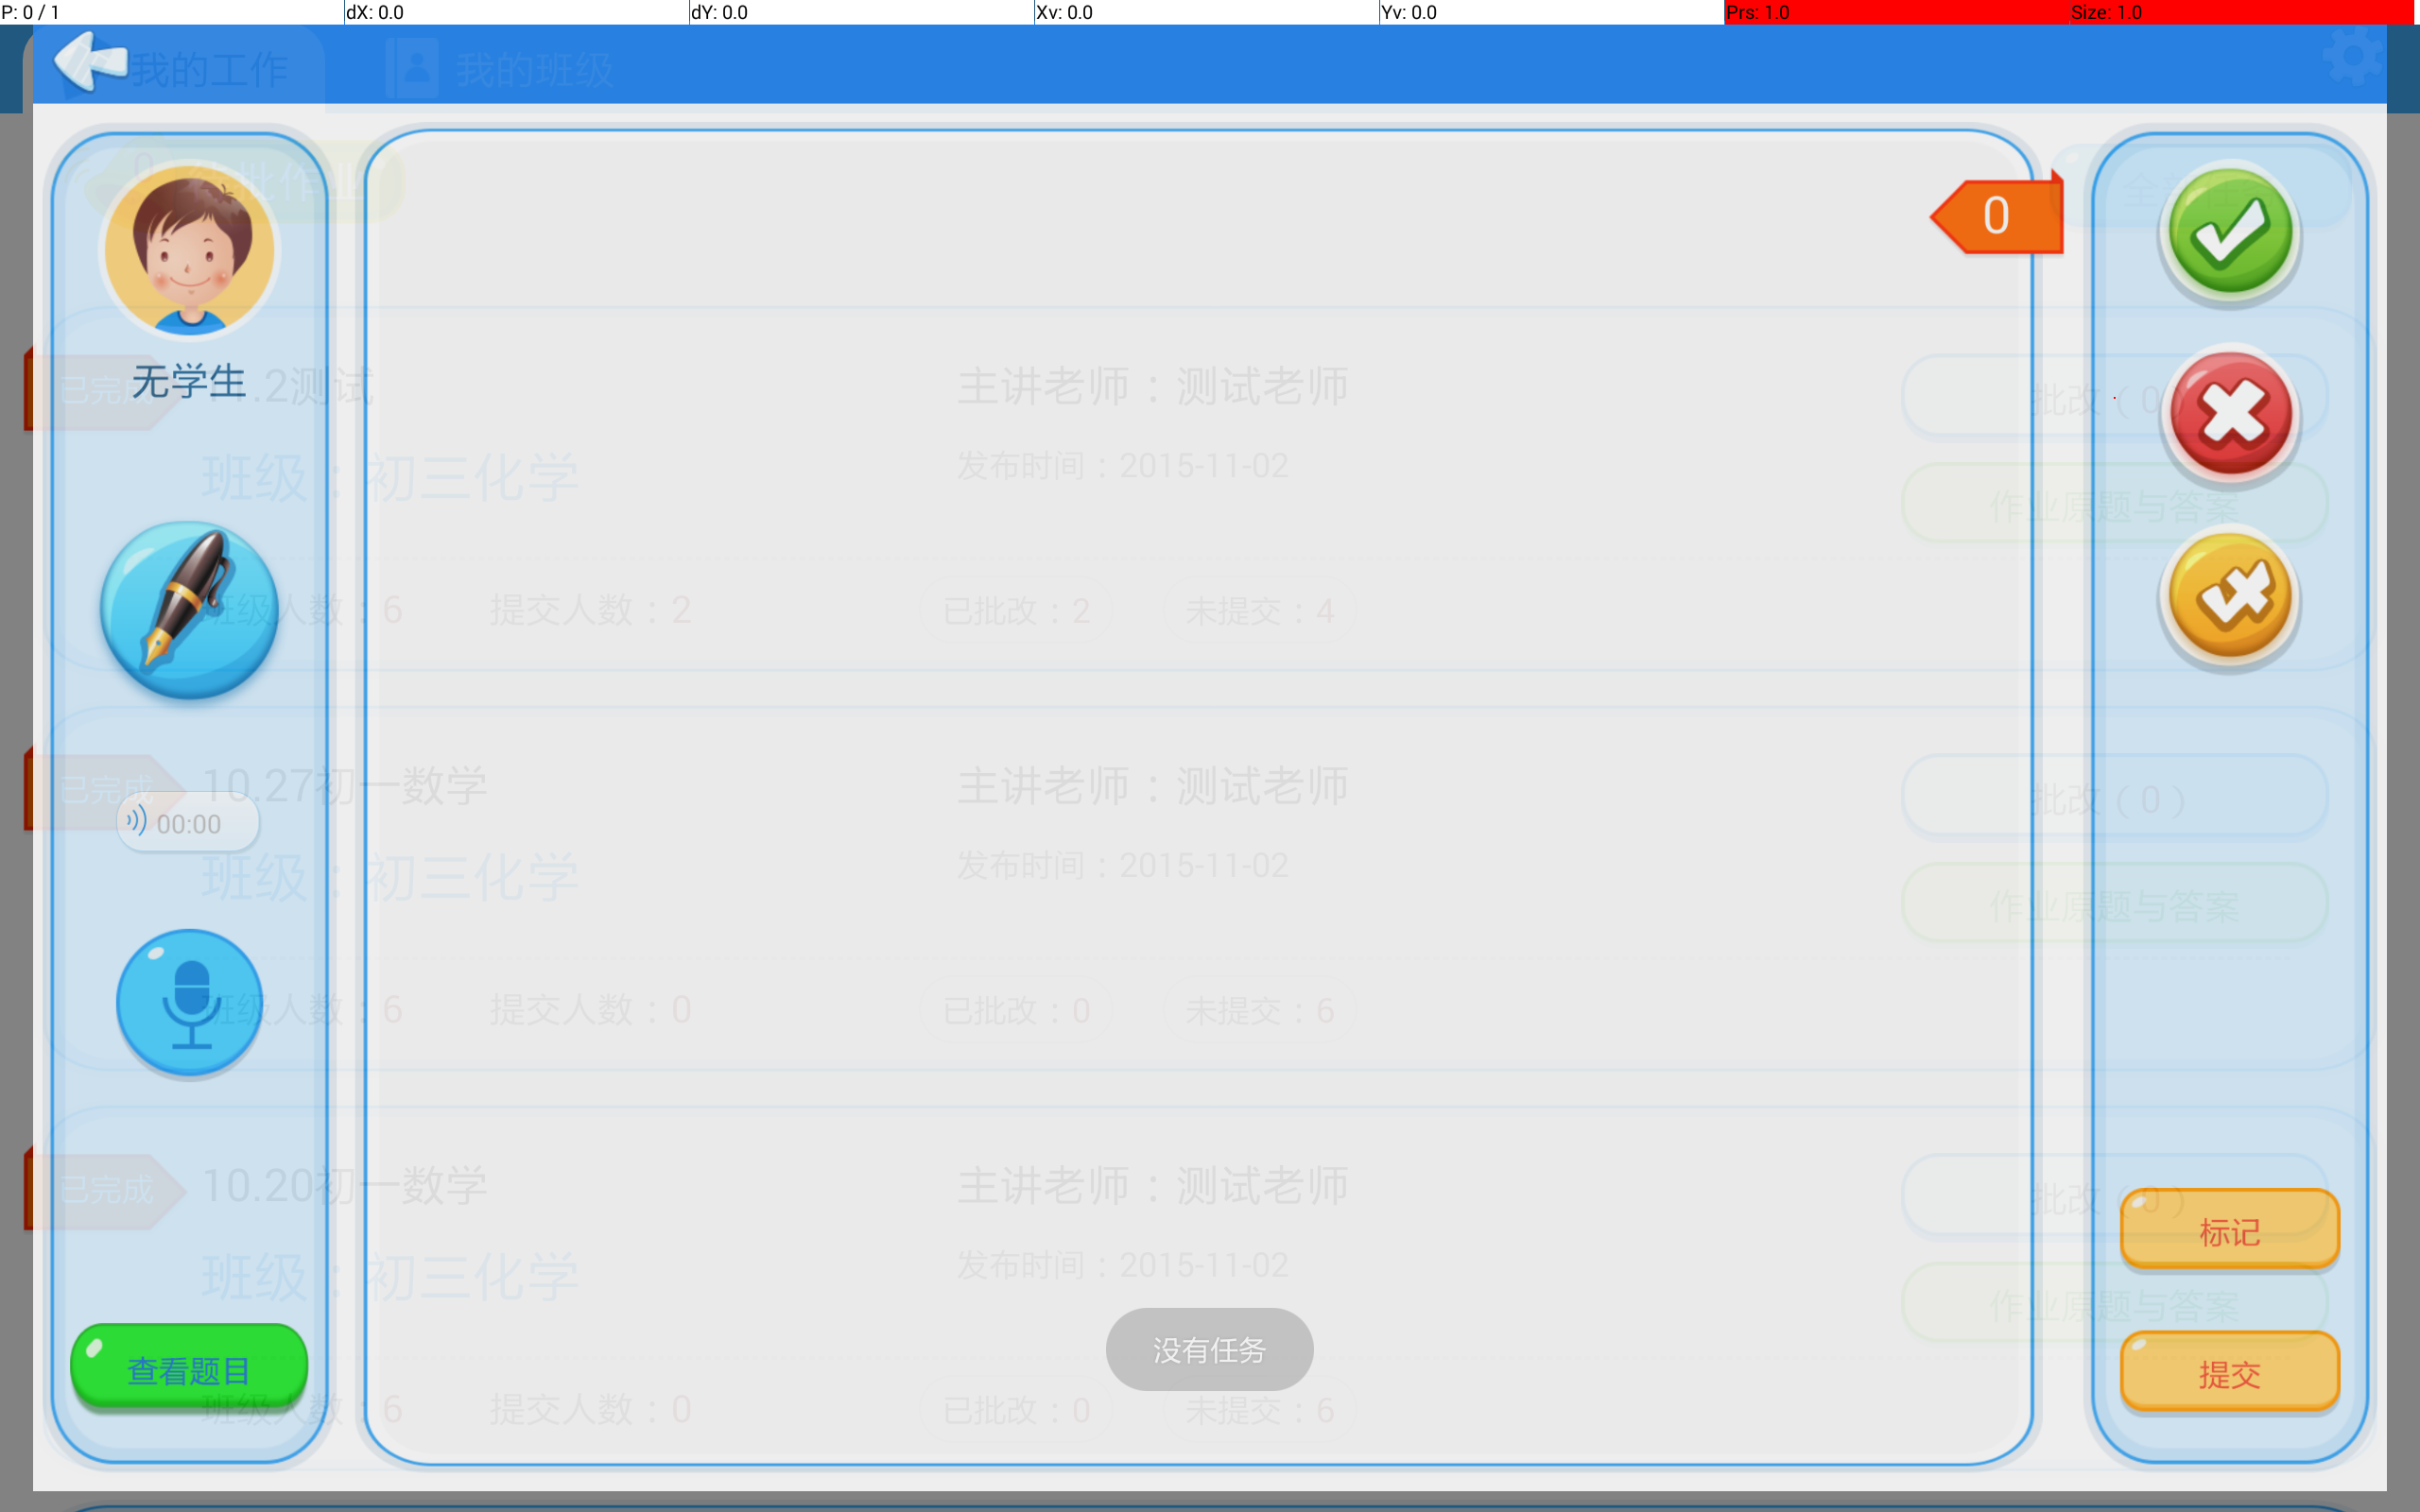 P: 0 / 1 dX: 0.0 dY: 0.0 Xv: 0.0 Yv: 0.0 Prs: 1.0 Size: 1.0
我的工作 我的班级
0 待批作业
0
无学生
已完成 11.2测试 主讲老师：测试老师 批改（0
班级：初三化学 发布时间：2015-11-02
作业原题与答案
班级人数：6 提交人数：2 已批改：2 未提交：4
已完成 10.27初一数学 主讲老师：测试老师 批改（0）
00:00
班级：初三化学 发布时间：2015-11-02
作业原题与答案
班级人数：6 提交人数：0 已批改：0 未提交：6
已完成 10.20初一数学 主讲老师：测试老师 批改（0）
标记
班级：初三化学 发布时间：2015-11-02
作业原题与答案
没有任务
查看题目
提交
班级人数：6 提交人数：0 已批改：0 未提交：6